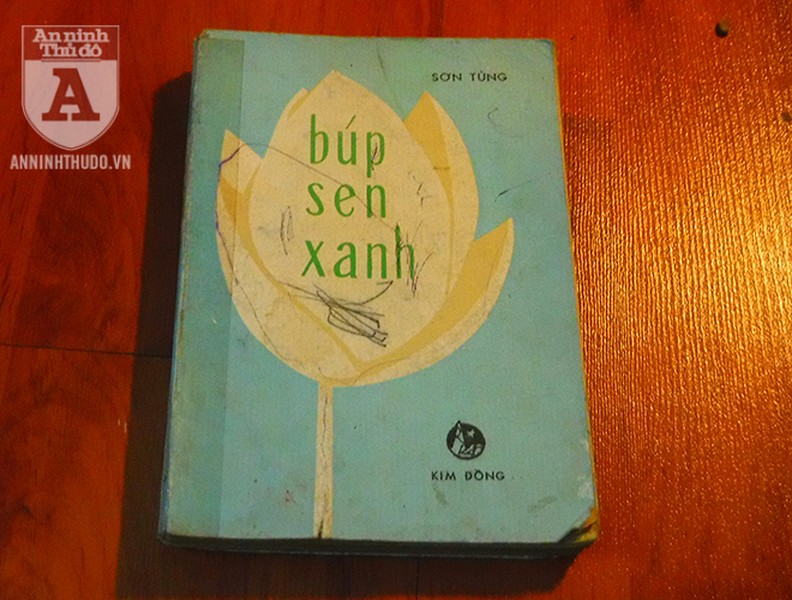 An ninh
Thủ đô
A
ANNINHTHUDO.VN
SƠN TÙNG
búp
sen
xanh
KIM ĐỒNG